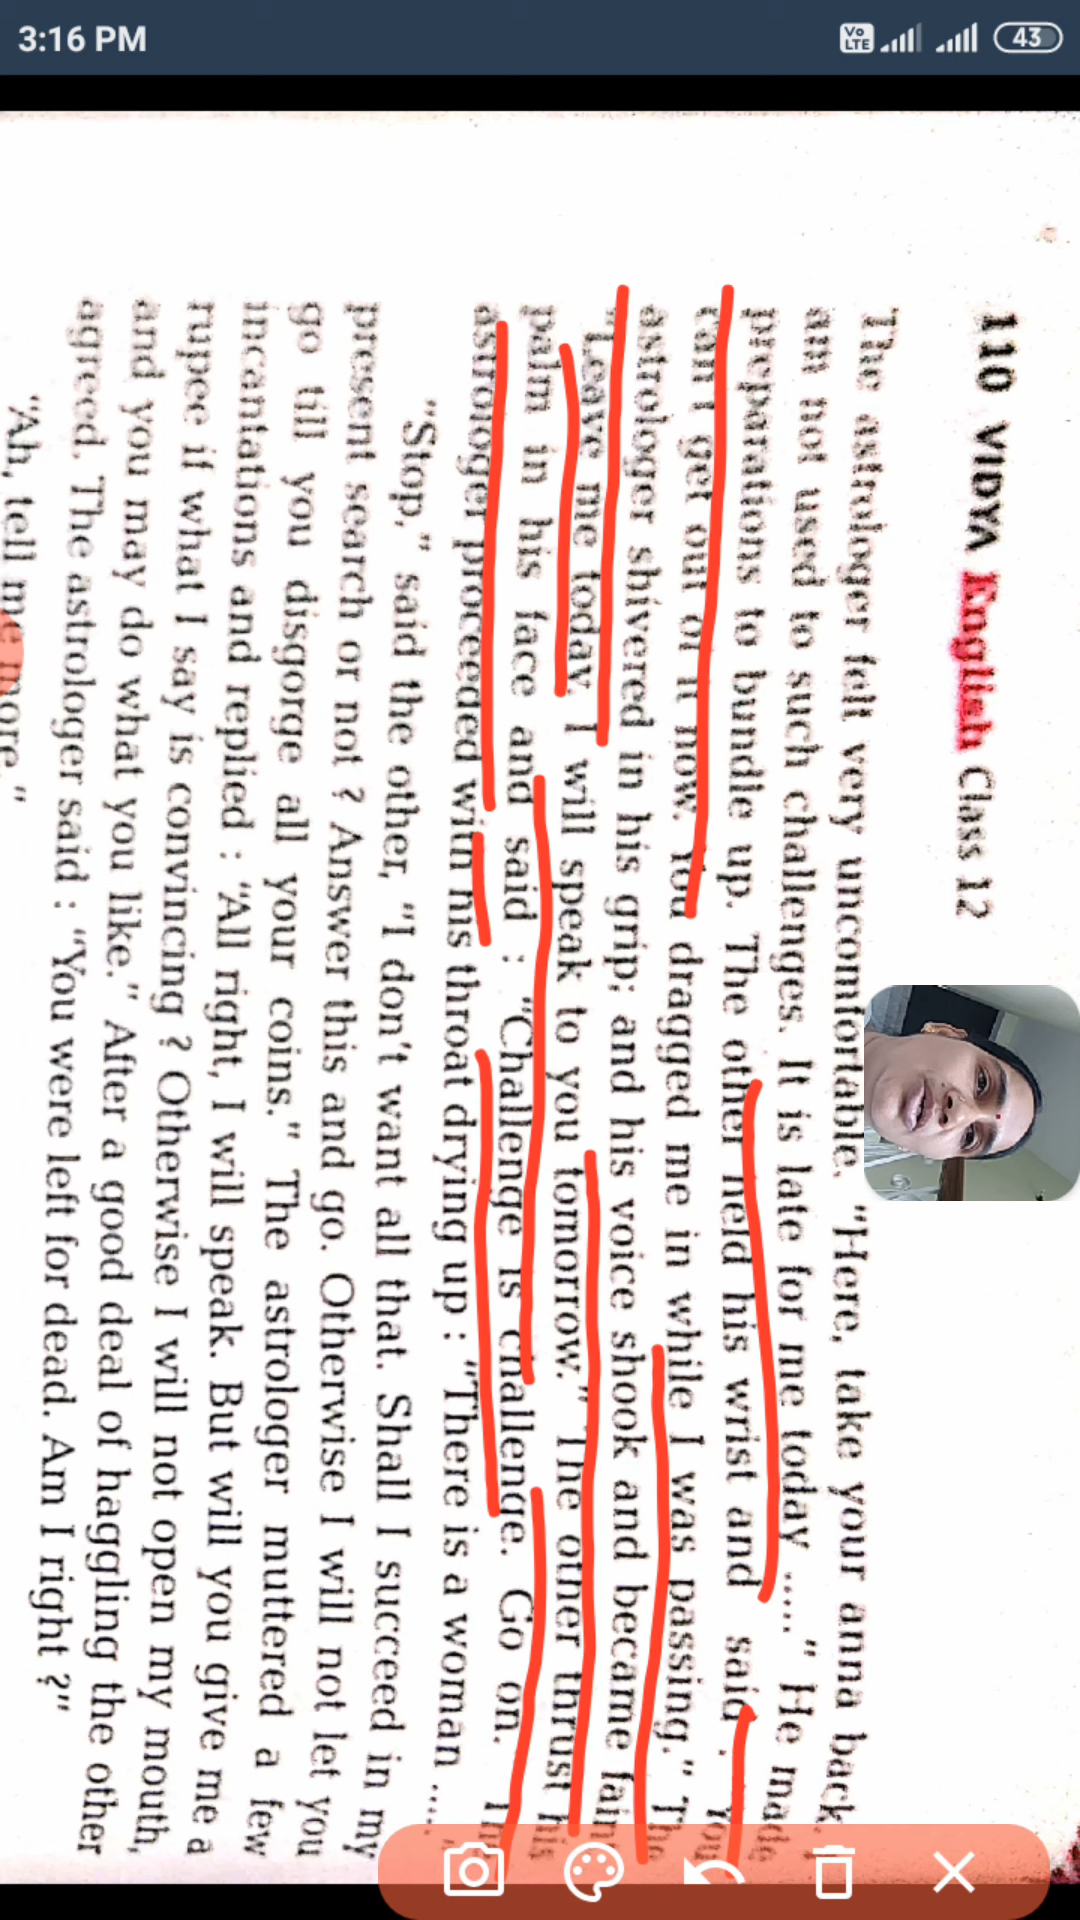 3:16 PM
Vo LTE
43
110 VIDYA English Class 12
The astrologer felt very uncomfortable. "Here, take your anna back.
am not used to such challenges. It is late for me today ....." He made
preparations to bundle up. The other held his wrist and said. You
can't get out of it now. You dragged me in while I was passing." The
astrologer shivered in his grip; and his voice shook and became
"Leave me today. I will speak to you tomorrow." The other thrust his
palm in his face and said : "Challenge is challenge. Go on.
astrologer proceeded with his throat drying up : "There is a woman .....
"Stop," said the other, "I don't want all that. Shall I succeed in my
present search or not ? Answer this and go. Otherwise I will not let you
go till you disgorge all your coins." The astrologer muttered a few
incantations and replied : "All right, I will speak. But will you give me a
rupee if what I say is convincing ? Otherwise I will not open my mouth,
and you may do what you like." After a good deal of haggling the other
agreed. The astrologer said : "You were left for dead. Am I right ?"
"Ah, tell me more."